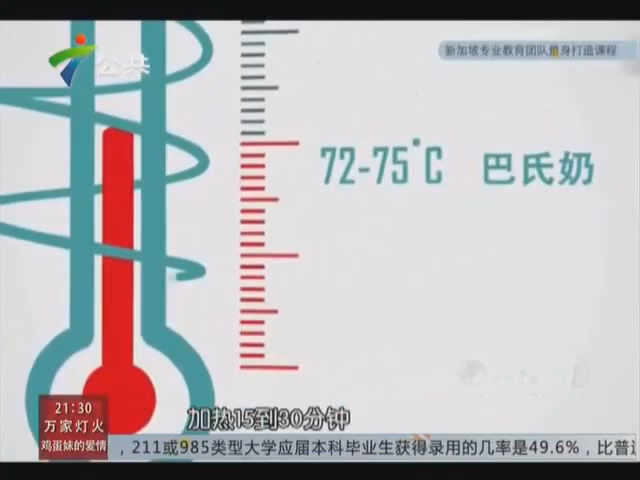 公共
新加坡专业教育团队量身打造课程
72-75°C 巴氏奶
加热15到30分钟
21:30
万家灯火
鸡蛋妹的爱情
，211或985类型大学应届本科毕业生获得录用的几率是49.6%，比普通